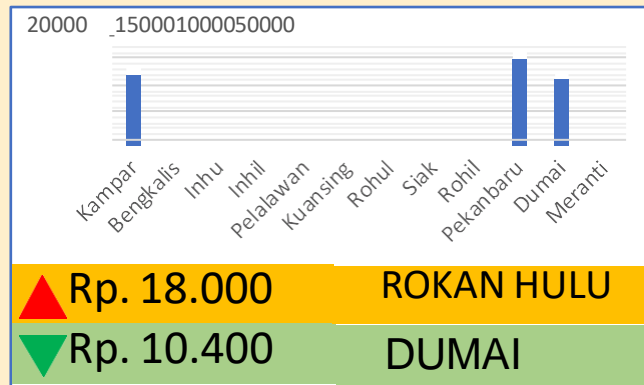 20000 _150001000050000
Kampar
Bengkalis
Inhu
Inhil
Pelalawan
Kuansing
Rohul
Siak
Rohil
Pekanbaru
Dumai
Meranti
Rp. 18.000 ROKAN HULU
Rp. 10.400 DUMAI